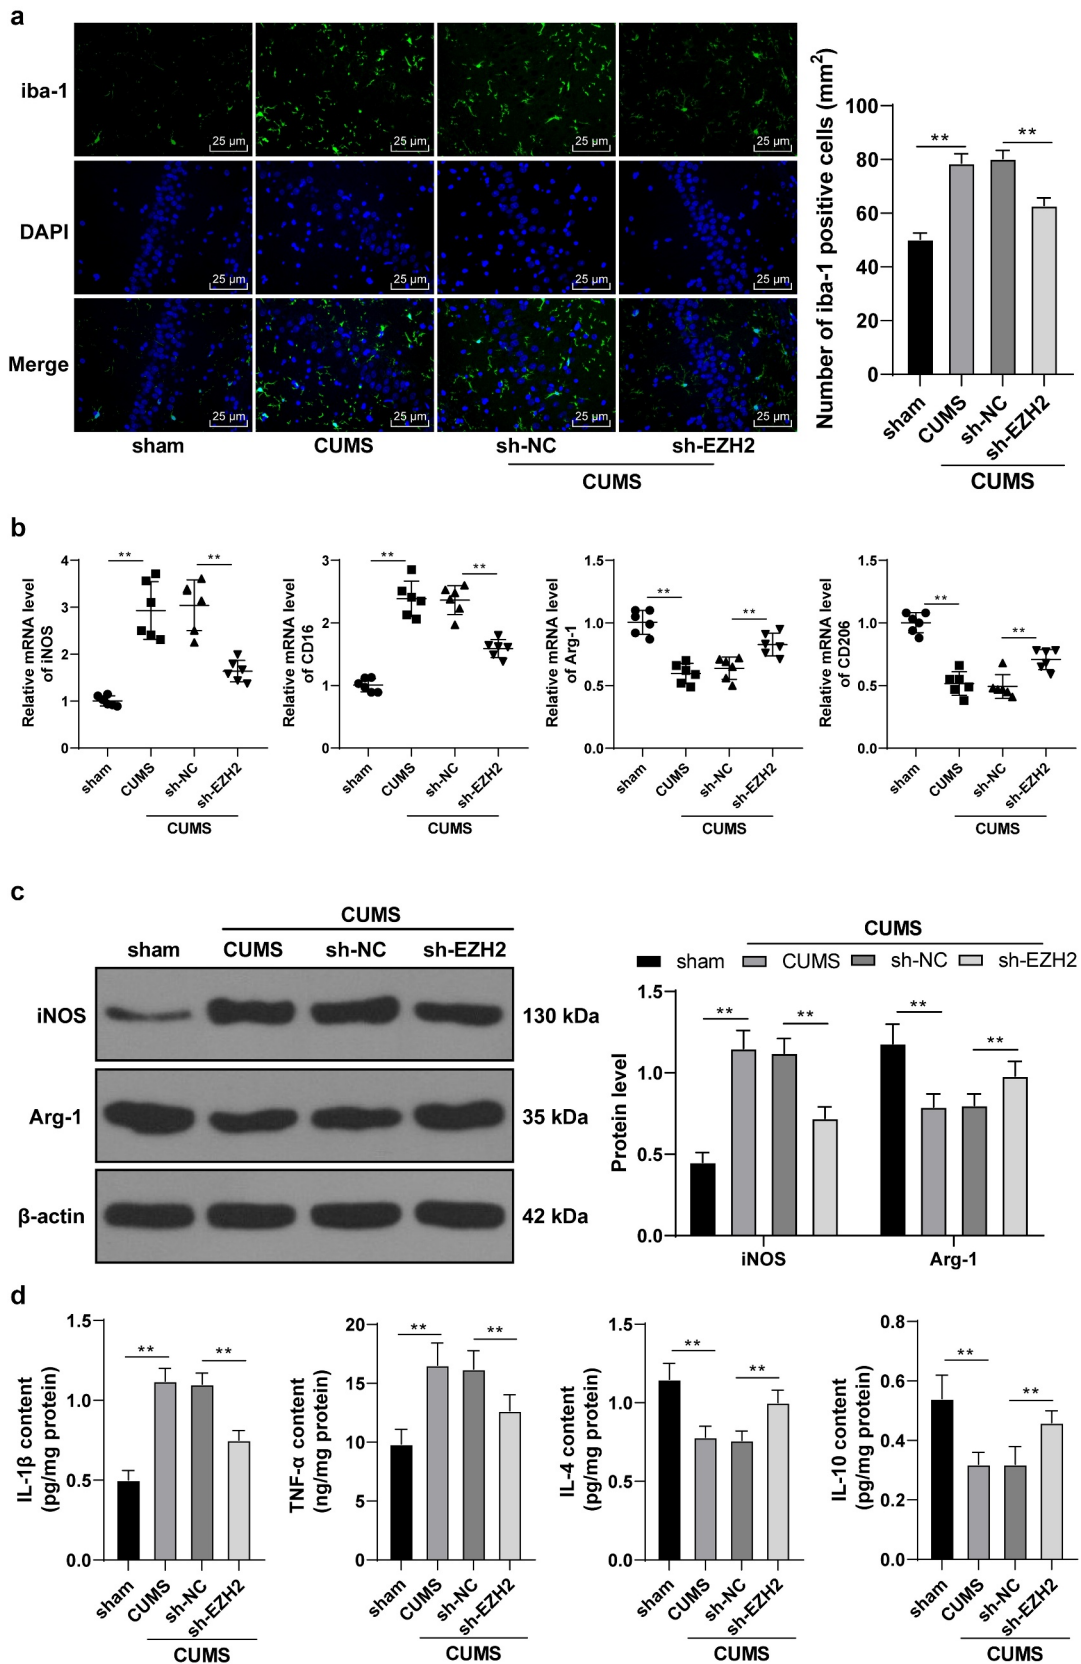 a
iba-1
25 µm
25 µm
25 µm
25 µm
DAPI
25 µm
25 µm
25 µm
25 µm
Merge
25 µm
25 µm
25 µm
25 µm
sham
CUMS
sh-NC
sh-EZH2
CUMS
Number of iba-1 positive cells (mm²)
100
80
60
40
20
0
**
**
sham
CUMS
sh-NC
sh-EZH2
CUMS
b
Relative mRNA level
of iNOS
4
3
2
1
0
**
**
sham
CUMS
sh-NC
sh-EZH2
CUMS
Relative mRNA level
of CD16
3
2
1
0
**
**
sham
CUMS
sh-NC
sh-EZH2
CUMS
Relative mRNA level
of Arg-1
1.5
1.0
0.5
0.0
**
**
sham
CUMS
sh-NC
sh-EZH2
CUMS
Relative mRNA level
of CD206
1.5
1.0
0.5
0.0
**
**
sham
CUMS
sh-NC
sh-EZH2
CUMS
c
CUMS
sham
CUMS
sh-NC
sh-EZH2
iNOS
130 kDa
Arg-1
35 kDa
β-actin
42 kDa
CUMS
sham
CUMS
sh-NC
sh-EZH2
Protein level
1.5
1.0
0.5
0.0
**
**
**
**
iNOS
Arg-1
d
IL-1β content
(pg/mg protein)
1.5
1.0
0.5
0.0
**
**
sham
CUMS
sh-NC
sh-EZH2
CUMS
TNF-α content
(ng/mg protein)
20
15
10
5
0
**
**
sham
CUMS
sh-NC
sh-EZH2
CUMS
IL-4 content
(pg/mg protein)
1.5
1.0
0.5
0.0
**
**
sham
CUMS
sh-NC
sh-EZH2
CUMS
IL-10 content
(pg/mg protein)
0.8
0.6
0.4
0.2
0.0
**
**
sham
CUMS
sh-NC
sh-EZH2
CUMS